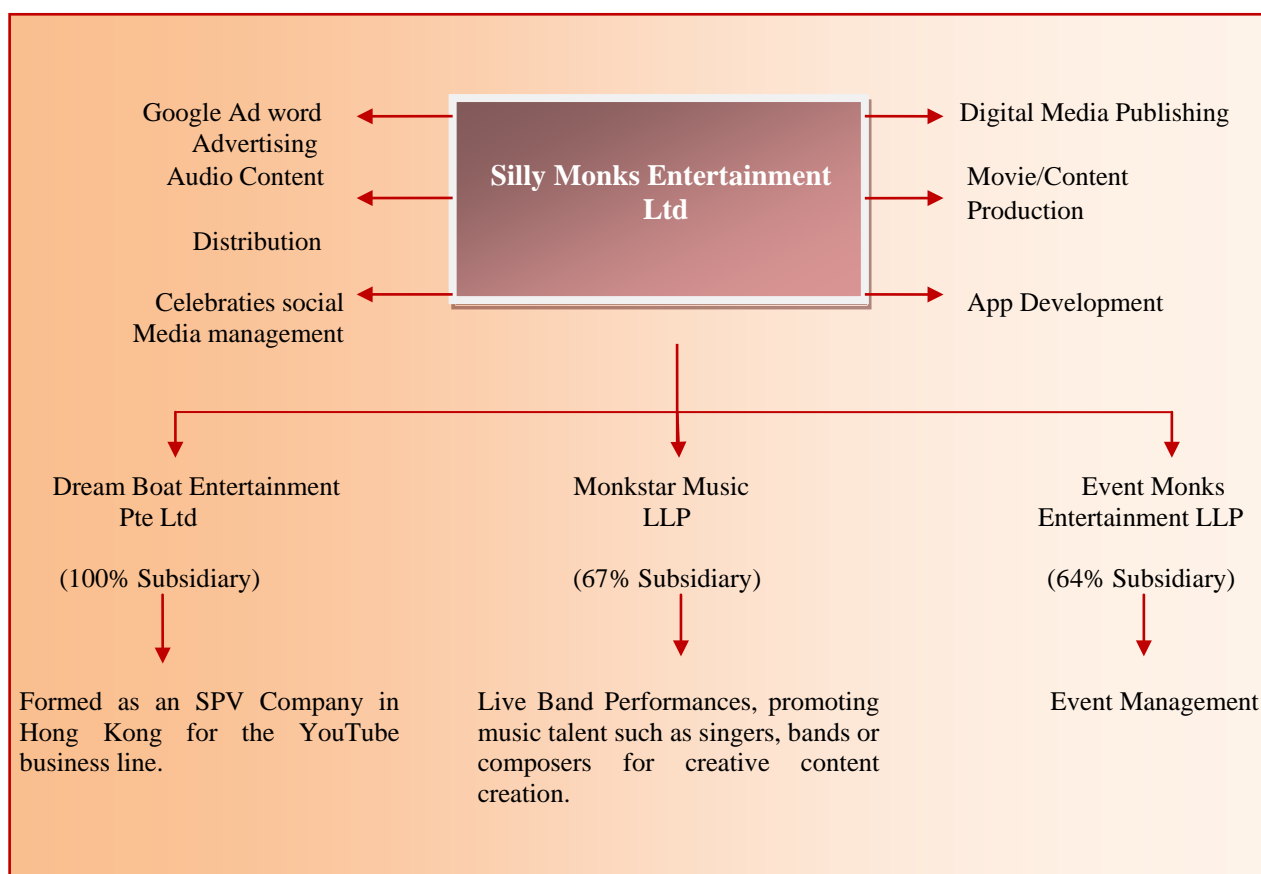 Google Ad word
Advertising
Audio Content
Distribution
Celebraties social
Media management
Silly Monks Entertainment
Ltd
Digital Media Publishing
Movie/Content
Production
App Development
Dream Boat Entertainment
Pte Ltd
(100% Subsidiary)
Monkstar Music
LLP
(67% Subsidiary)
Event Monks
Entertainment LLP
(64% Subsidiary)
Formed as an SPV Company in
Hong Kong for the YouTube
business line.
Live Band Performances, promoting
music talent such as singers, bands or
composers for creative content
creation.
Event Management